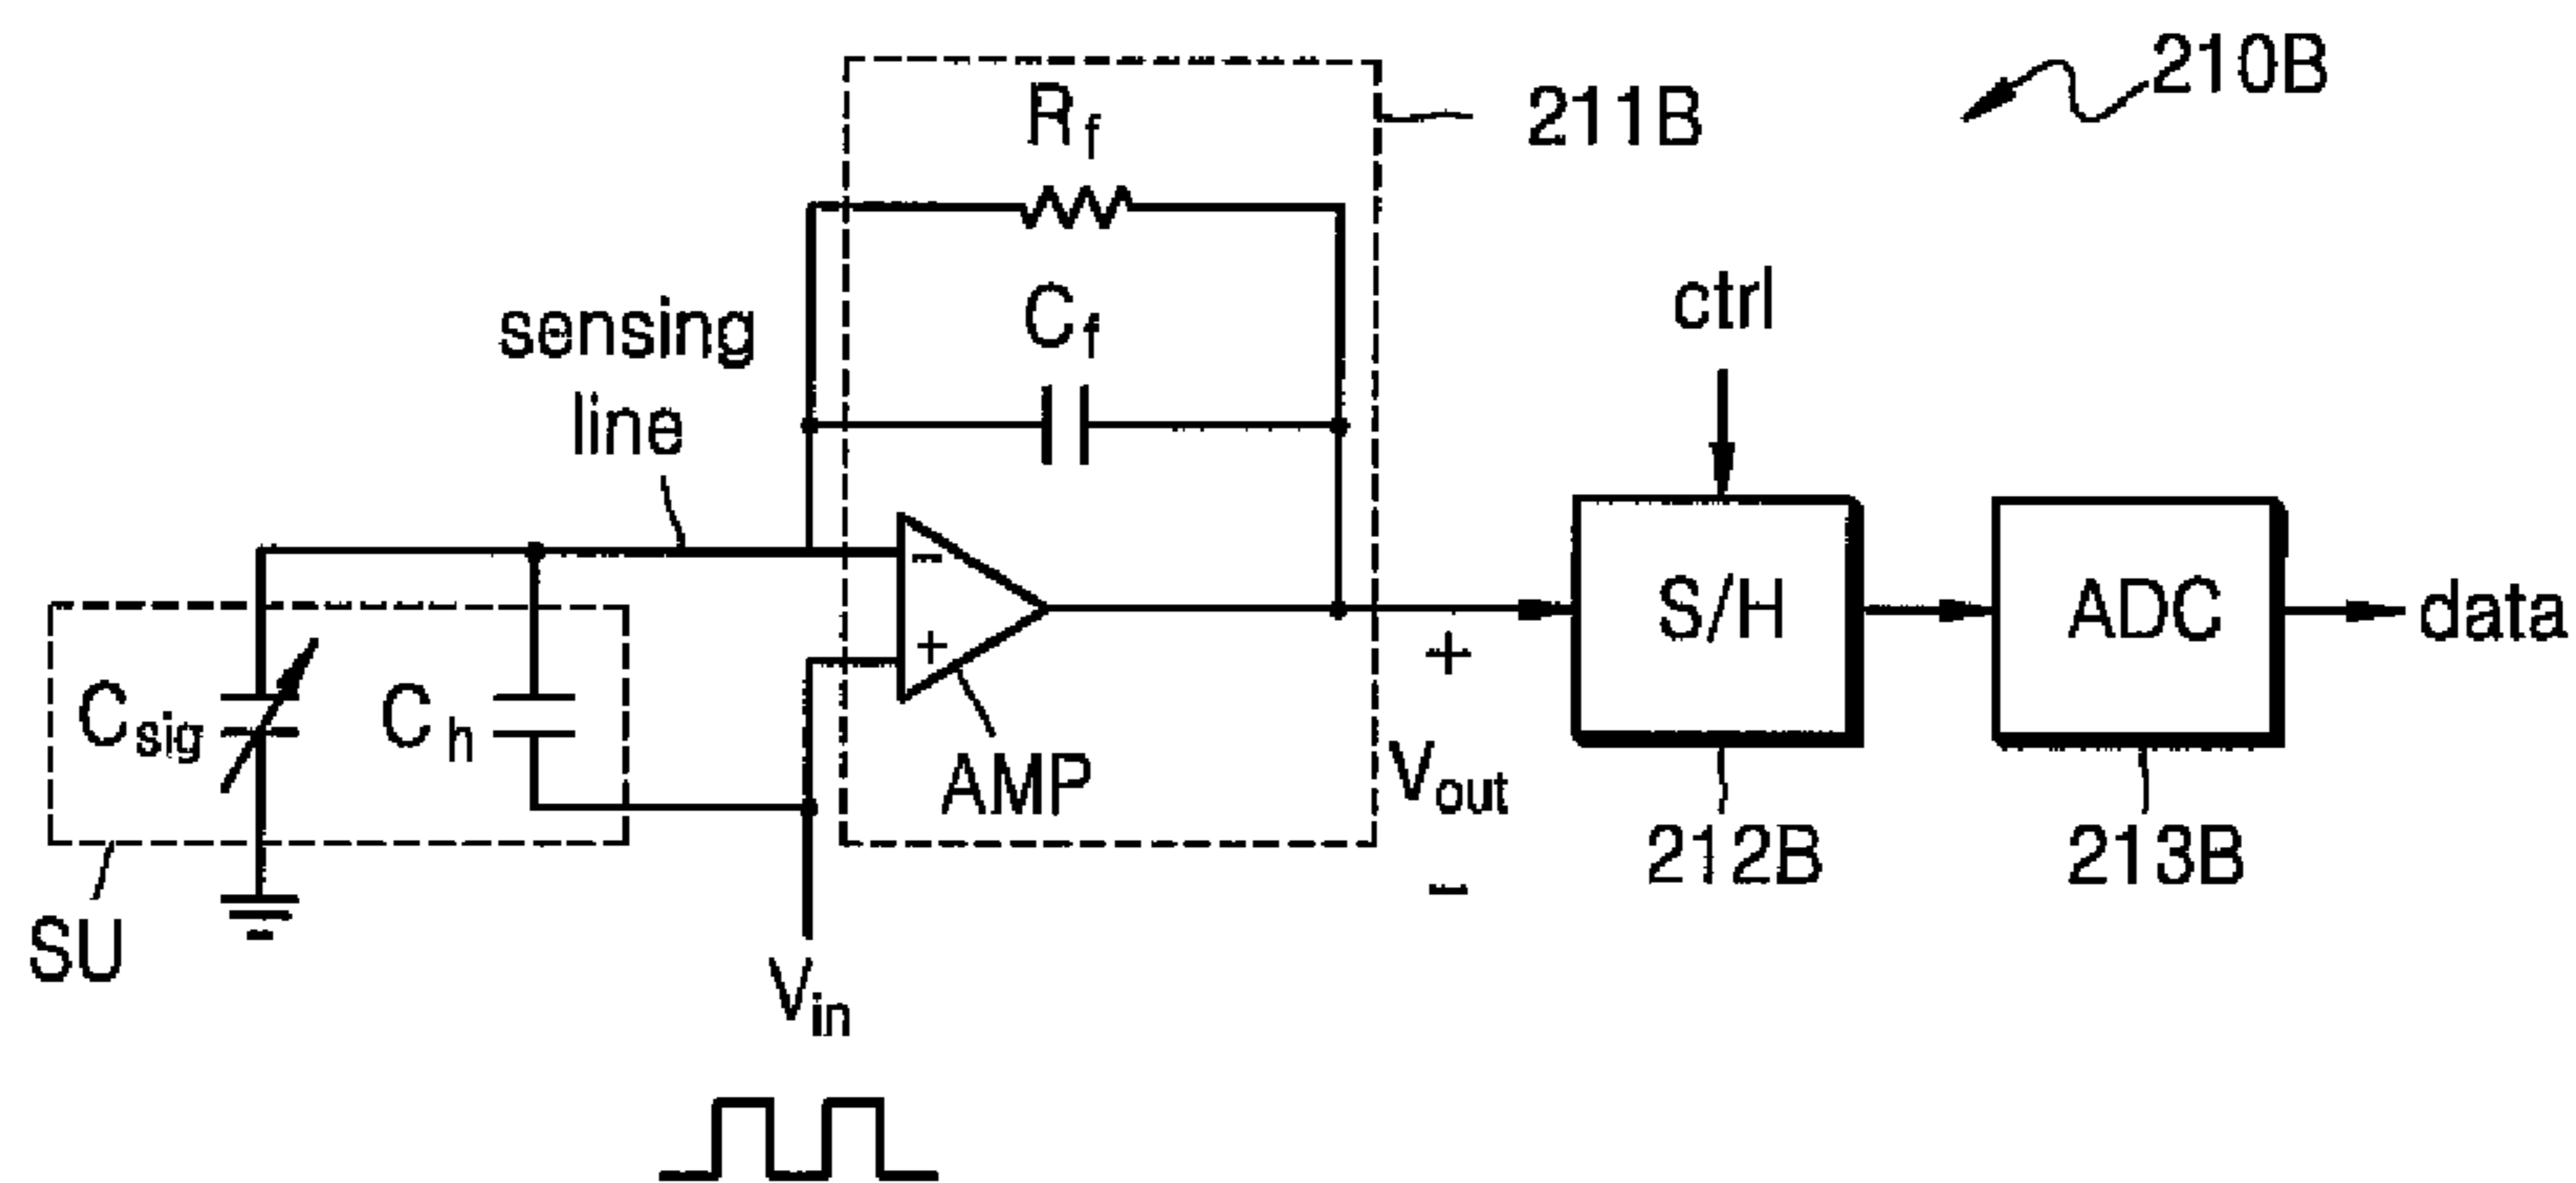 210B
211B
Rf
Cf
ctrl
sensing
line
-
+
S/H
ADC
data
Csig
Ch
AMP
+
Vout
-
212B
213B
SU
Vin